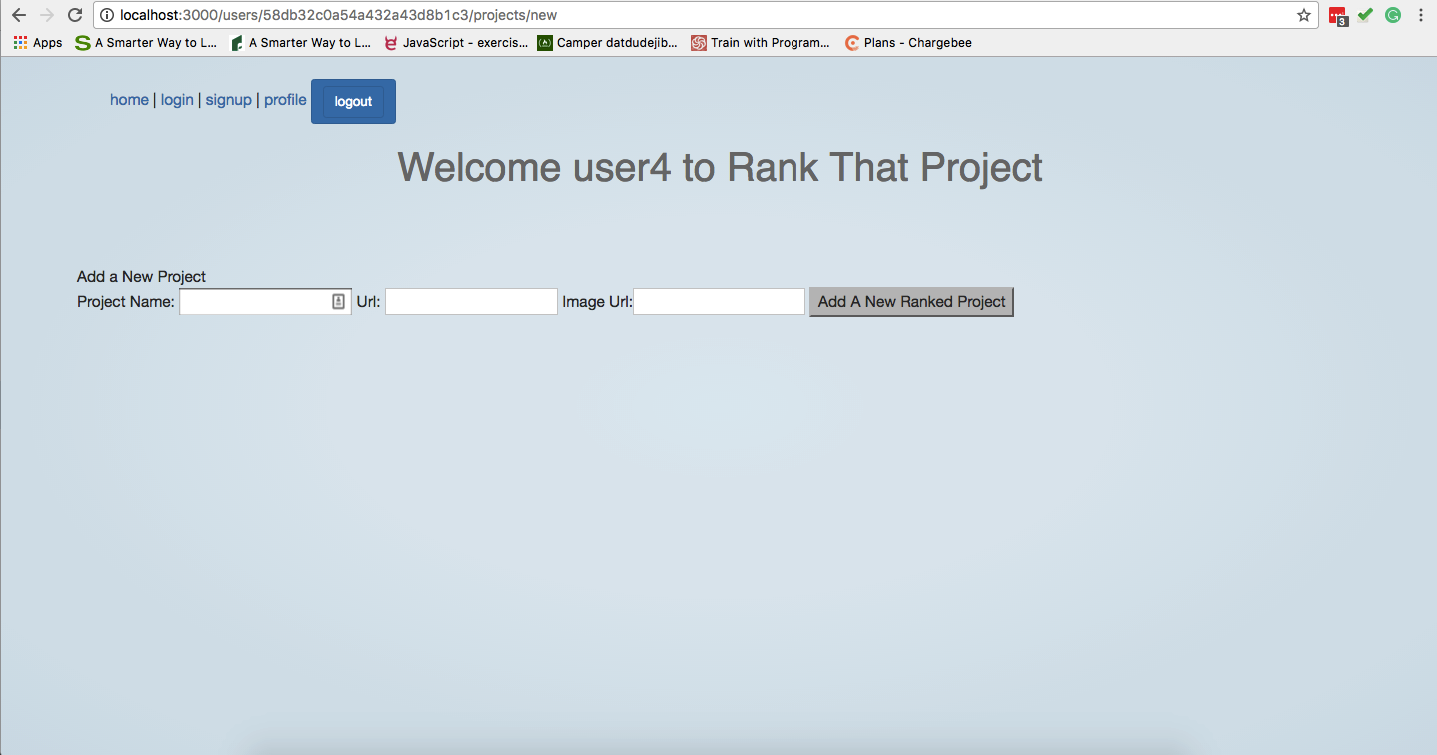 localhost:3000/users/58db32c0a54a432a43d8b1c3/projects/new
3
Apps A Smarter Way to L... A Smarter Way to L... JavaScript - exercis... Camper datdudejib... Train with Program... Plans - Chargebee
home | login | signup | profile logout
Welcome user4 to Rank That Project
Add a New Project
Project Name: Url: Image Url: Add A New Ranked Project